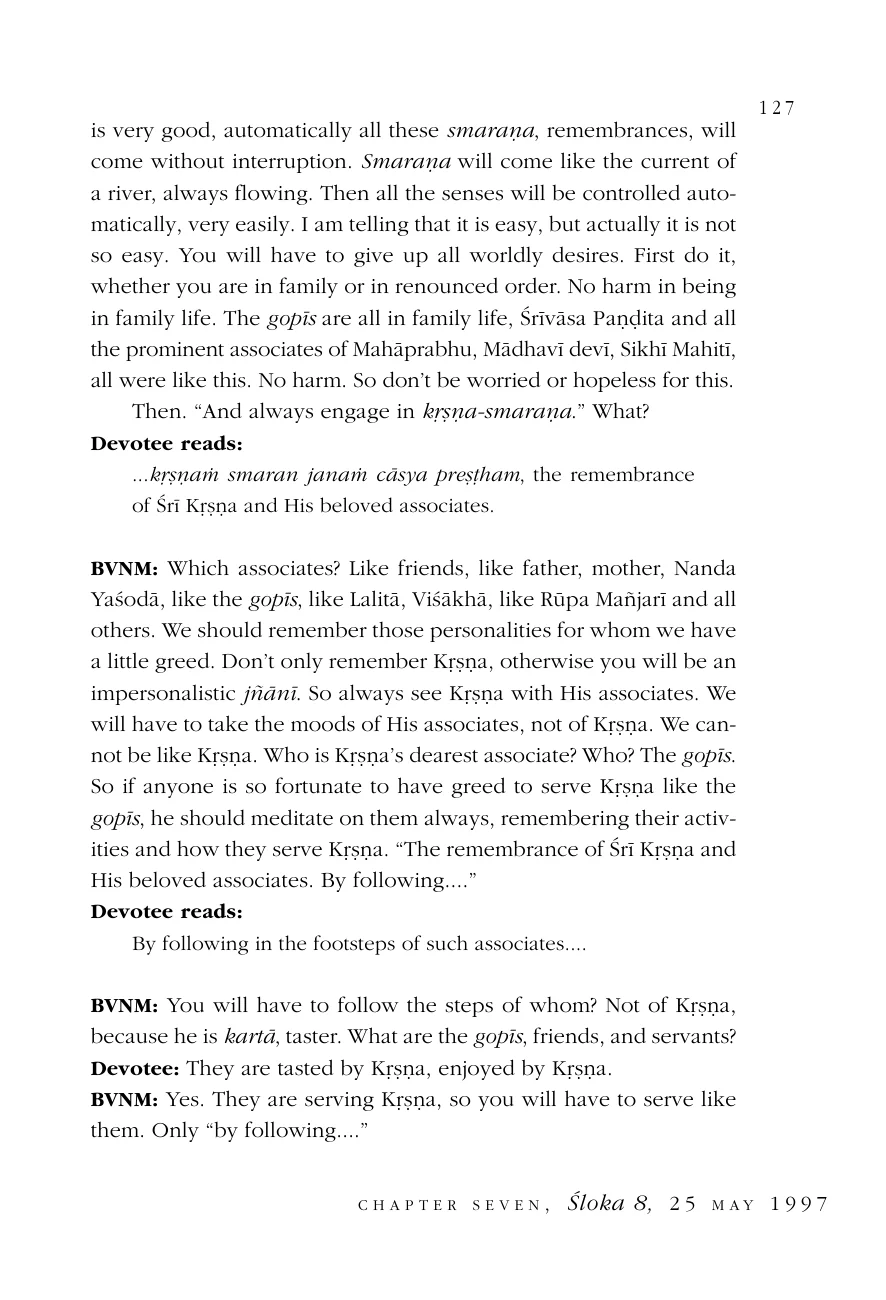 127
is very good, automatically all these smaraṇa, remembrances, will
come without interruption. Smaraṇa will come like the current of
a river, always flowing. Then all the senses will be controlled auto-
matically, very easily. I am telling that it is easy, but actually it is not
so easy. You will have to give up all worldly desires. First do it,
whether you are in family or in renounced order. No harm in being
in family life. The gopīs are all in family life, Śrīvāsa Paṇḍita and all
the prominent associates of Mahāprabhu, Mādhavī devī, Sikhī Mahitī,
all were like this. No harm. So don’t be worried or hopeless for this.
Then. “And always engage in kṛṣṇa-smaraṇa.” What?
Devotee reads:
...kṛṣṇaṁ smaran janaṁ cāsya preṣṭham, the remembrance
of Śrī Kṛṣṇa and His beloved associates.
BVNM: Which associates? Like friends, like father, mother, Nanda
Yaśodā, like the gopīs, like Lalitā, Viśākhā, like Rūpa Mañjarī and all
others. We should remember those personalities for whom we have
a little greed. Don’t only remember Kṛṣṇa, otherwise you will be an
impersonalistic jñānī. So always see Kṛṣṇa with His associates. We
will have to take the moods of His associates, not of Kṛṣṇa. We can-
not be like Kṛṣṇa. Who is Kṛṣṇa’s dearest associate? Who? The gopīs.
So if anyone is so fortunate to have greed to serve Kṛṣṇa like the
gopīs, he should meditate on them always, remembering their activ-
ities and how they serve Kṛṣṇa. “The remembrance of Śrī Kṛṣṇa and
His beloved associates. By following....”
Devotee reads:
By following in the footsteps of such associates....
BVNM: You will have to follow the steps of whom? Not of Kṛṣṇa,
because he is kartā, taster. What are the gopīs, friends, and servants?
Devotee: They are tasted by Kṛṣṇa, enjoyed by Kṛṣṇa.
BVNM: Yes. They are serving Kṛṣṇa, so you will have to serve like
them. Only “by following....”
CHAPTER SEVEN, Śloka 8, 25 MAY 1997